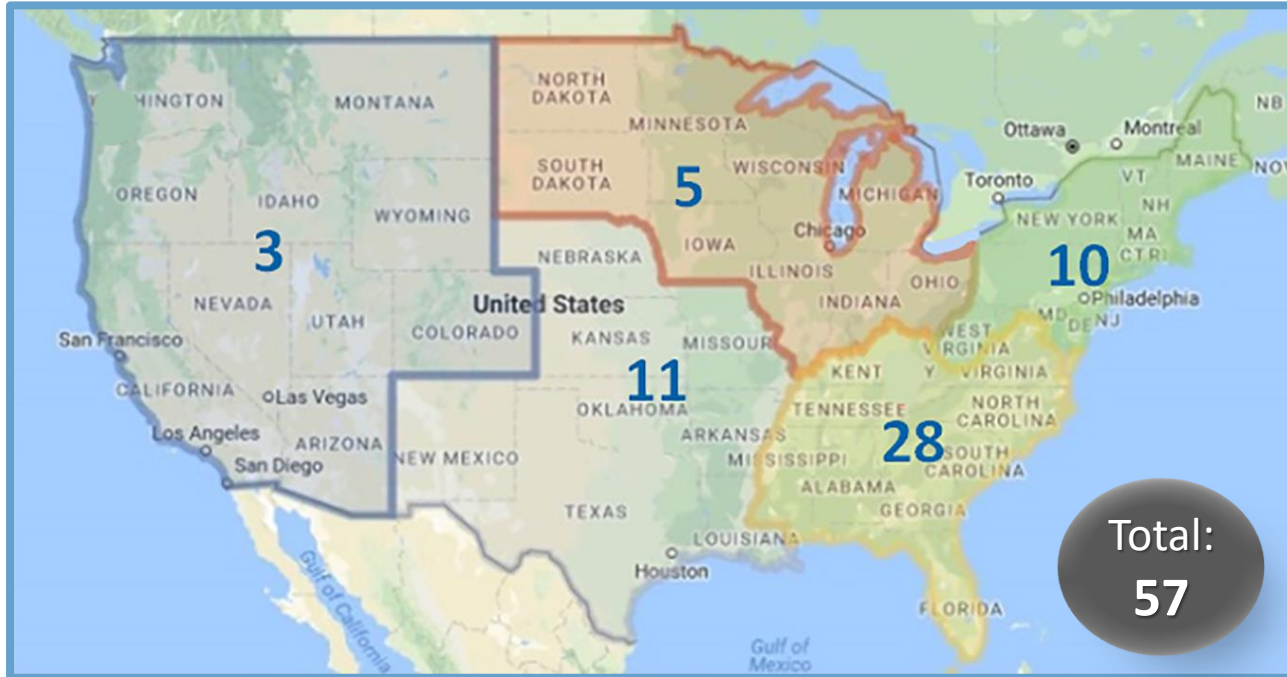 NORTH
DAKOTA
HINGTON
MONTANA
MINNESOTA
Ottawa
Montreal
NB
MAINE
NO
SOUTH
DAKOTA
WISCONSIN
MICHIGAN
Toronto
VT
OREGON
IDAHO
WYOMING
5
NEW YORK
NH
MA
CT RI
3
NEBRASKA
IOWA
Chicago
ILLINOIS
OHIO
INDIANA
10
Philadelphia
NEVADA
United States
MD
DE
NJ
UTAH
COLORADO
KANSAS
MISSOUR
WEST
VIRGINIA
San Francisco
11
KENT
Y
VIRGINIA
CALIFORNIA
Las Vegas
OKLAHOMA
TENNESSEE
NORTH
CAROLINA
Los Angeles
ARIZONA
NEW MEXICO
ARKANSAS
28
SOUTH
CAROLINA
San Diego
MISSISSIPPI
ALABAMA
TEXAS
GEORGIA
LOUISIANA
Houston
Gulf of California
FLORIDA
Gulf of
Mexico
Total:
57